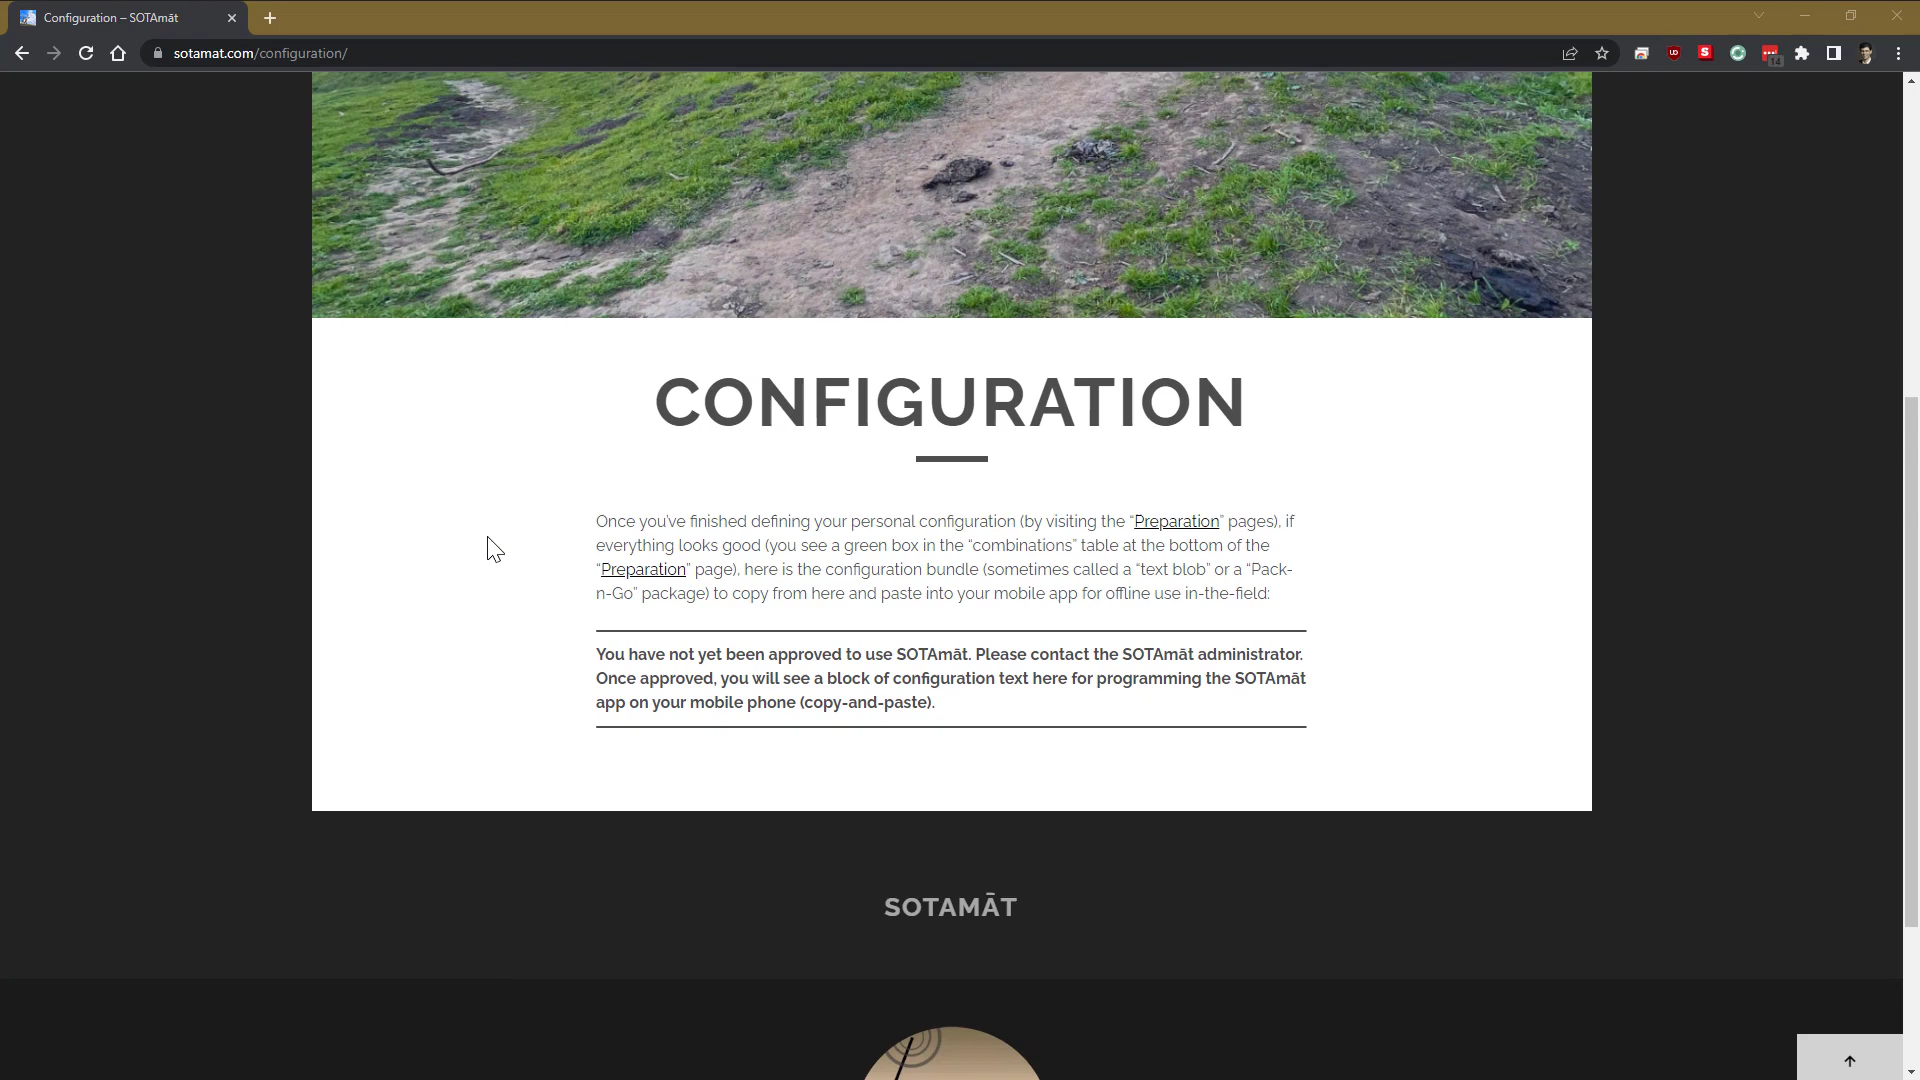 Configuration – SOTAmāt
sotamat.com/configuration/
14
CONFIGURATION
Once you’ve finished defining your personal configuration (by visiting the “Preparation” pages), if
everything looks good (you see a green box in the “combinations” table at the bottom of the
“Preparation” page), here is the configuration bundle (sometimes called a “text blob” or a “Pack-
n-Go” package) to copy from here and paste into your mobile app for offline use in-the-field:
You have not yet been approved to use SOTAmāt. Please contact the SOTAmāt administrator.
Once approved, you will see a block of configuration text here for programming the SOTAmāt
app on your mobile phone (copy-and-paste).
SOTAMĀT